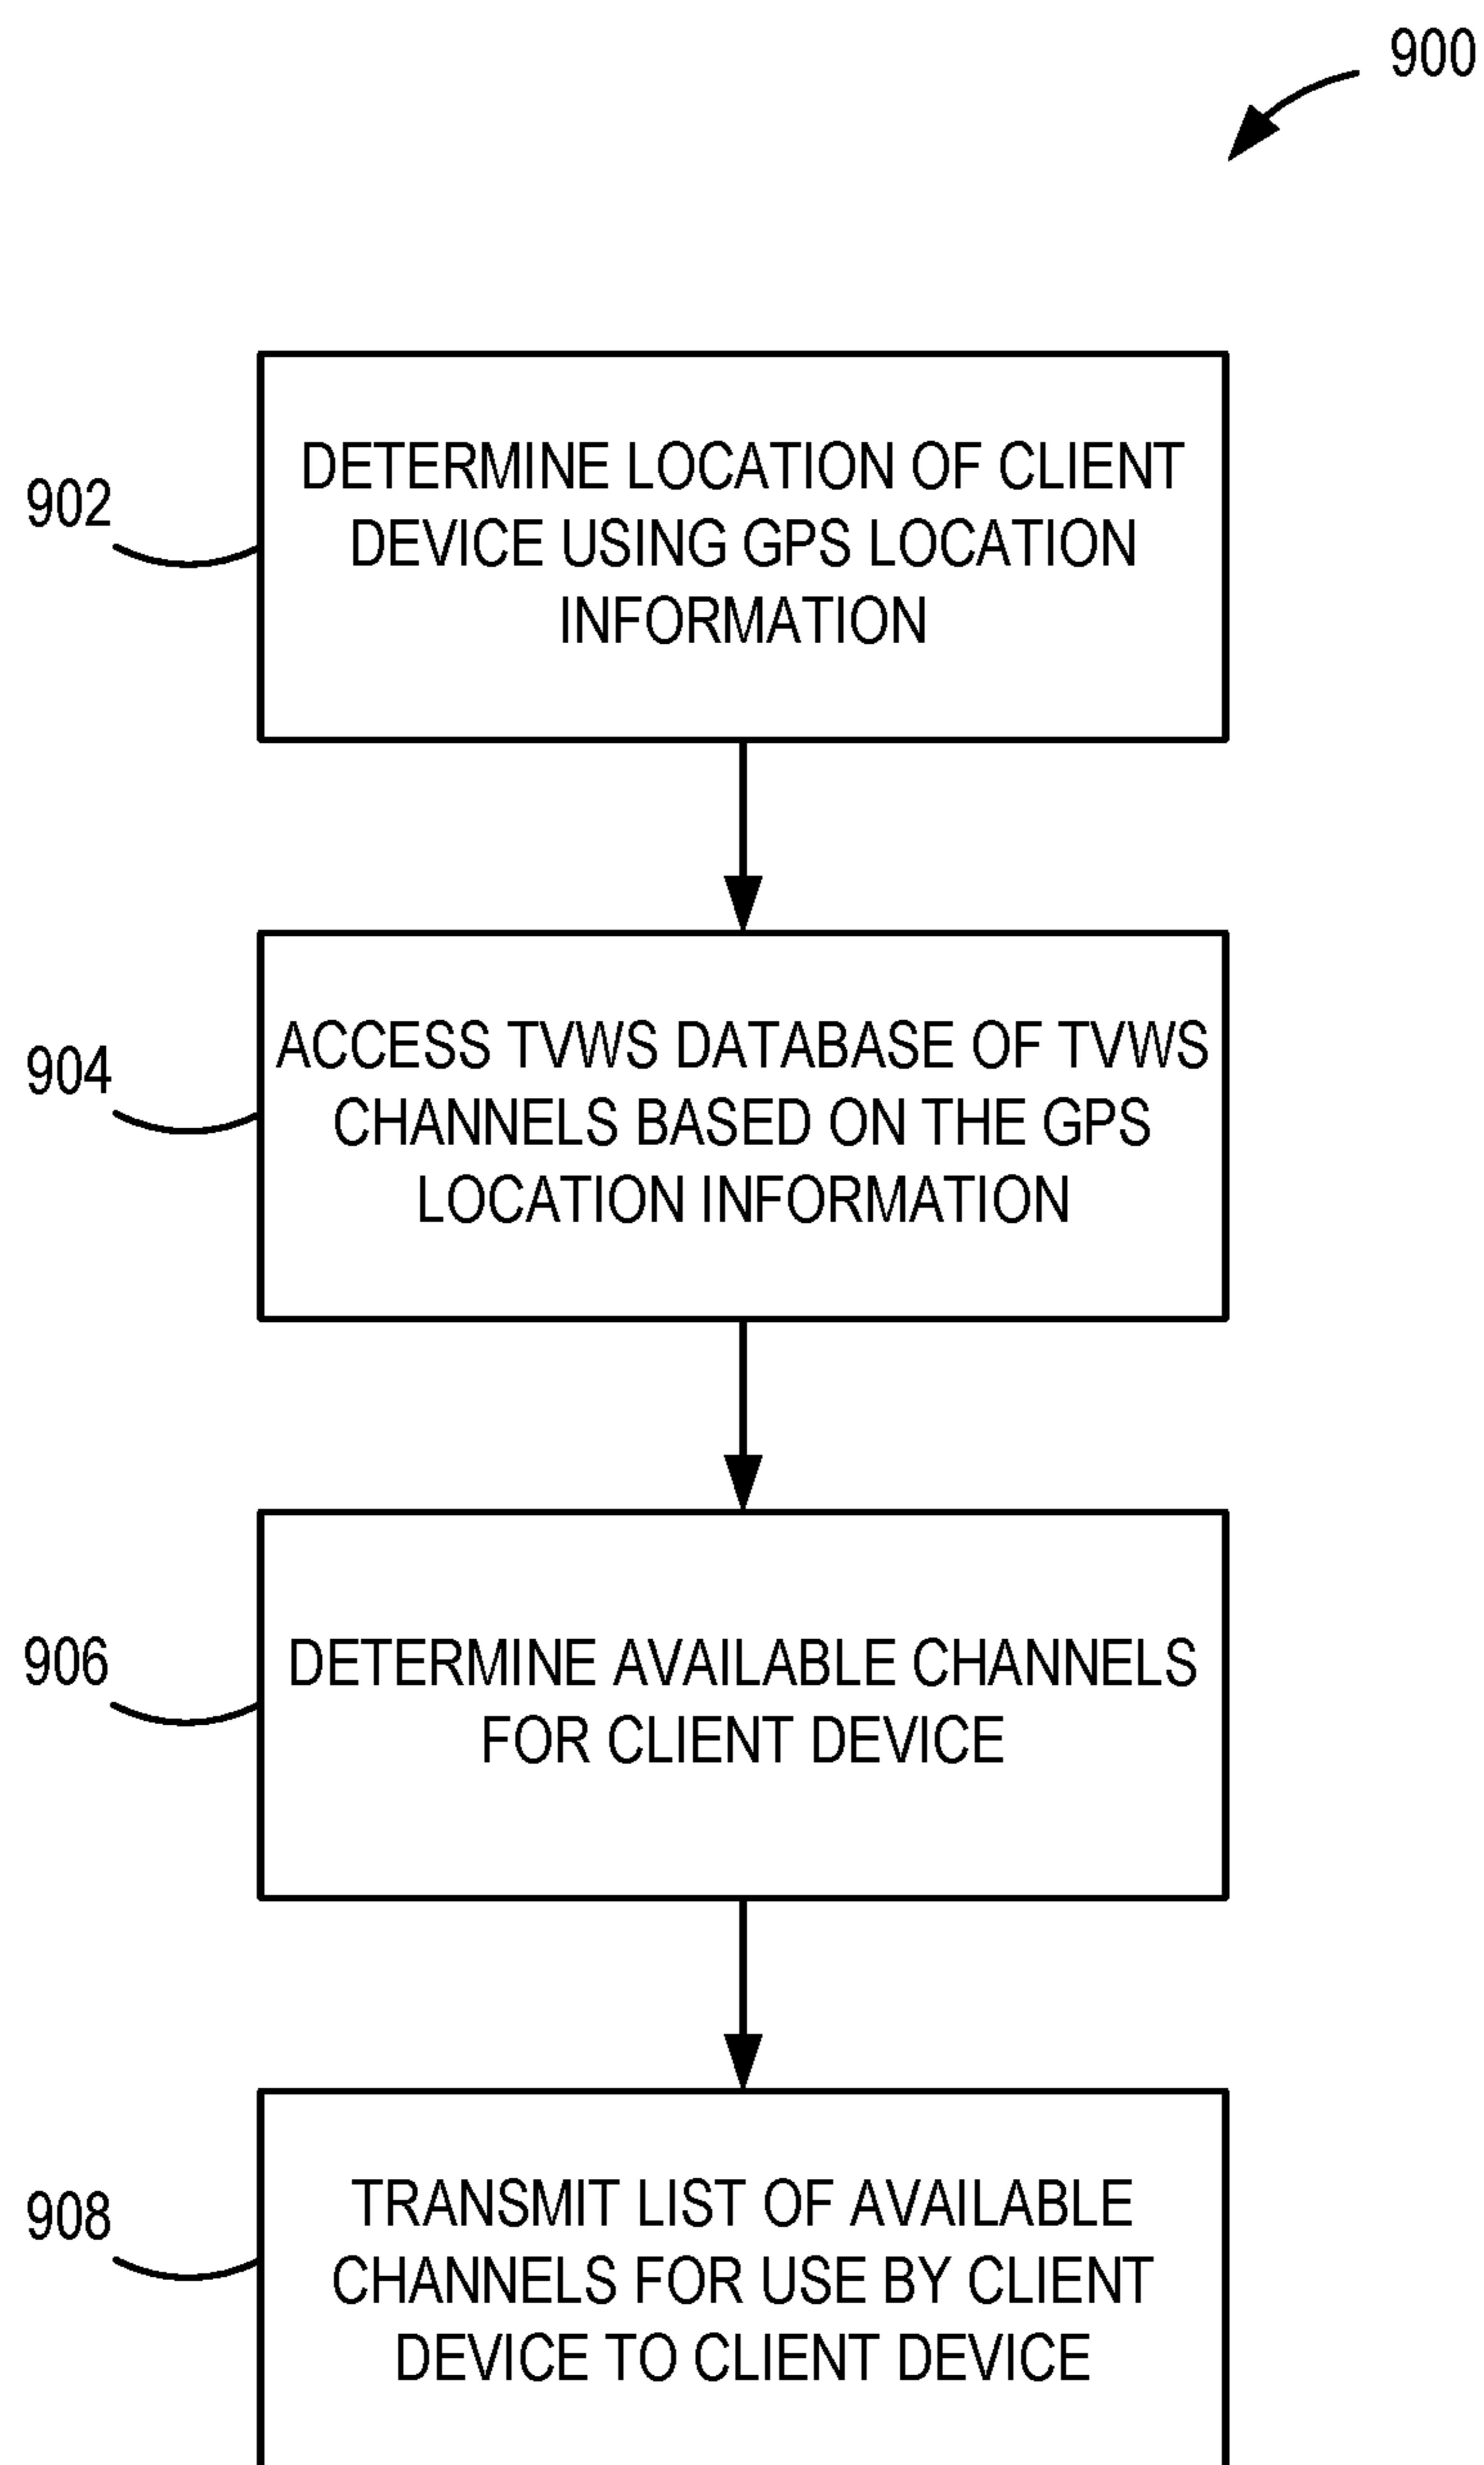 900
902
DETERMINE LOCATION OF CLIENT
DEVICE USING GPS LOCATION
INFORMATION
904
ACCESS TVWS DATABASE OF TVWS
CHANNELS BASED ON THE GPS
LOCATION INFORMATION
906
DETERMINE AVAILABLE CHANNELS
FOR CLIENT DEVICE
908
TRANSMIT LIST OF AVAILABLE
CHANNELS FOR USE BY CLIENT
DEVICE TO CLIENT DEVICE